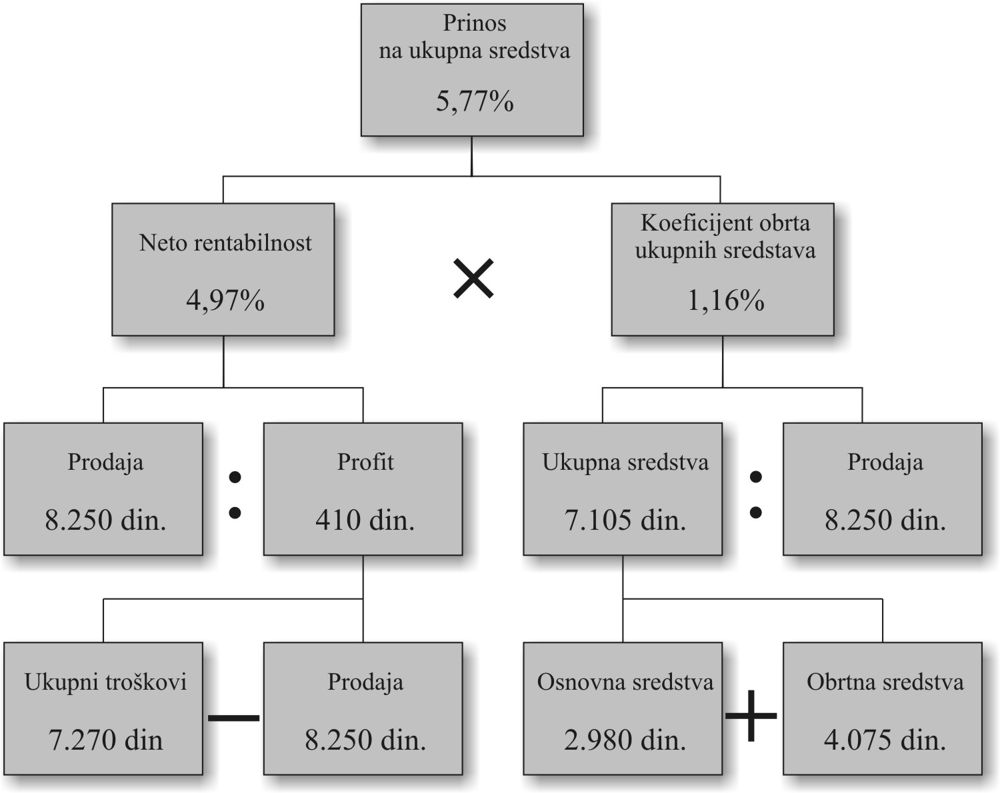 Prinos
na ukupna sredstva
5,77%
Neto rentabilnost
4,97%
×
Koeficijent obrta
ukupnih sredstava
1,16%
Prodaja
8.250 din.
:
Profit
410 din.
Ukupna sredstva
7.105 din.
:
Prodaja
8.250 din.
Ukupni troškovi
7.270 din
—
Prodaja
8.250 din.
Osnovna sredstva
2.980 din.
+
Obrtna sredstva
4.075 din.